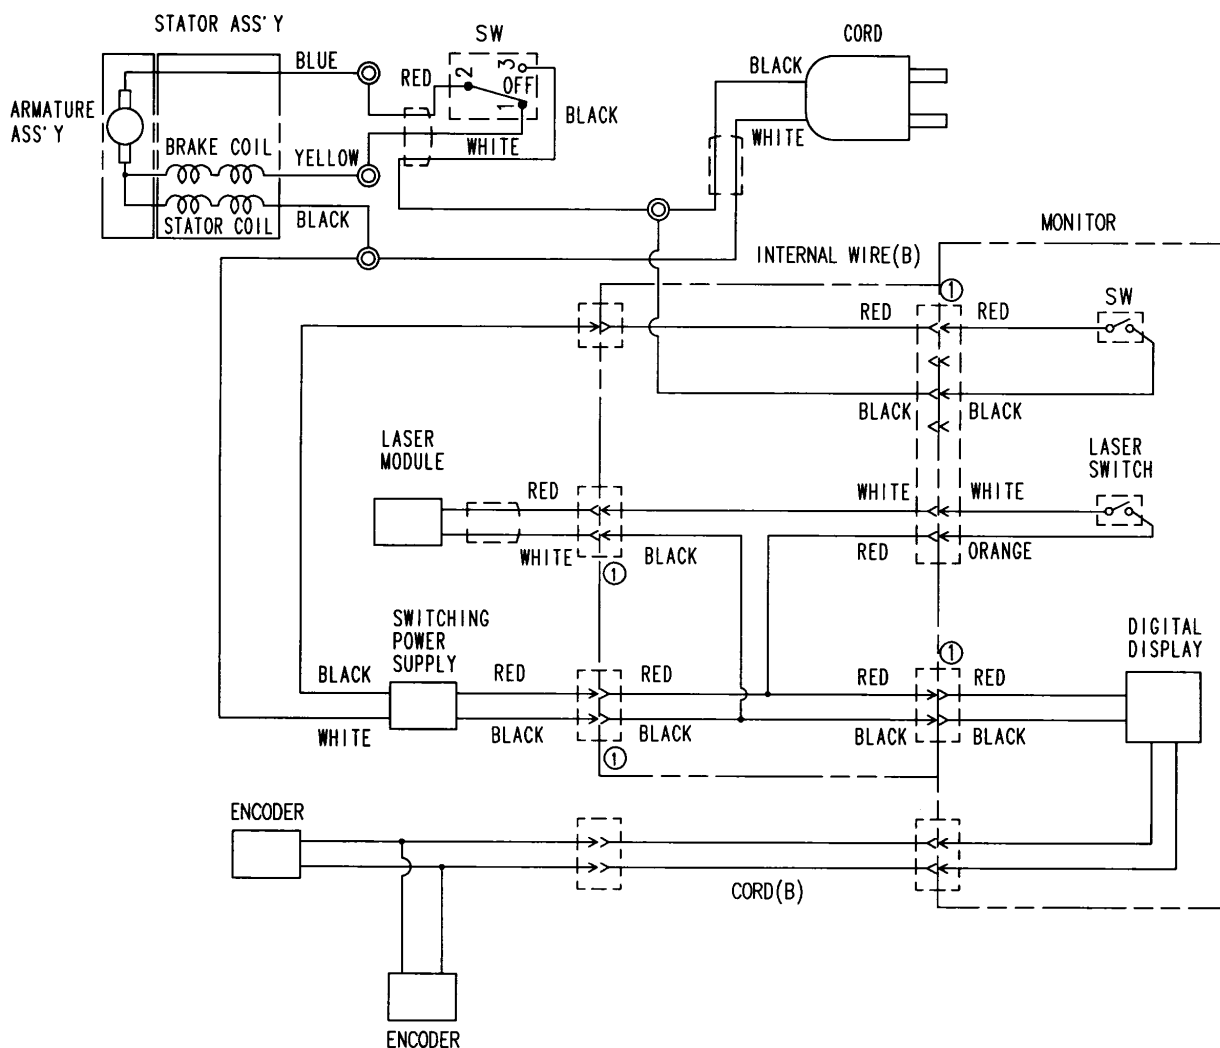 STATOR ASS'Y
SW
CORD
BLUE
RED
2
3
OFF
1
BLACK
BLACK
ARMATURE
ASS'Y
BRAKE COIL
YELLOW
WHITE
WHITE
STATOR COIL
BLACK
MONITOR
INTERNAL WIRE(B)
1
RED
RED
SW
BLACK
BLACK
LASER
MODULE
LASER
SWITCH
RED
WHITE
WHITE
WHITE
BLACK
RED
ORANGE
1
SWITCHING
POWER
SUPPLY
DIGITAL
DISPLAY
1
BLACK
RED
RED
RED
RED
WHITE
BLACK
BLACK
BLACK
BLACK
1
ENCODER
CORD(B)
ENCODER